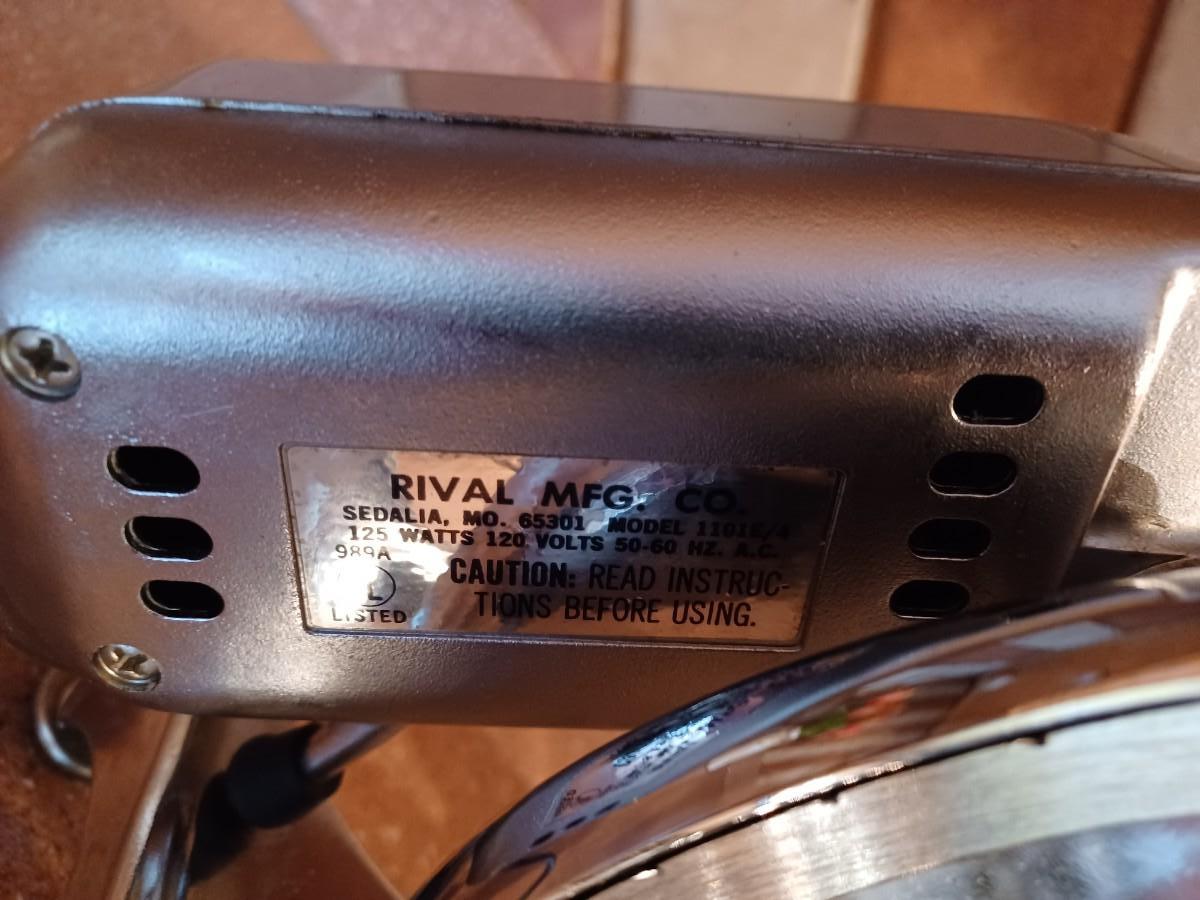 RIVAL MFG. CO.
SEDALIA, MO. 65301 MODEL 1101E/4
125 WATTS 120 VOLTS 50-60 HZ. A.C.
989A
CAUTION: READ INSTRUC-
TIONS BEFORE USING.
LISTED